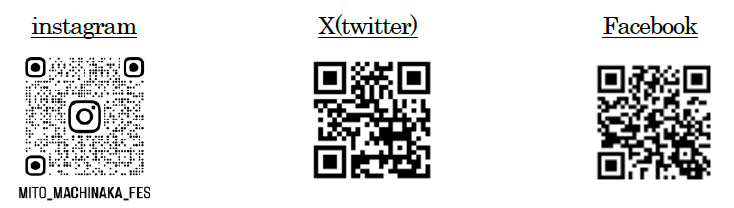 instagram
X(twitter)
Facebook
MITO_MACHINAKA_FES